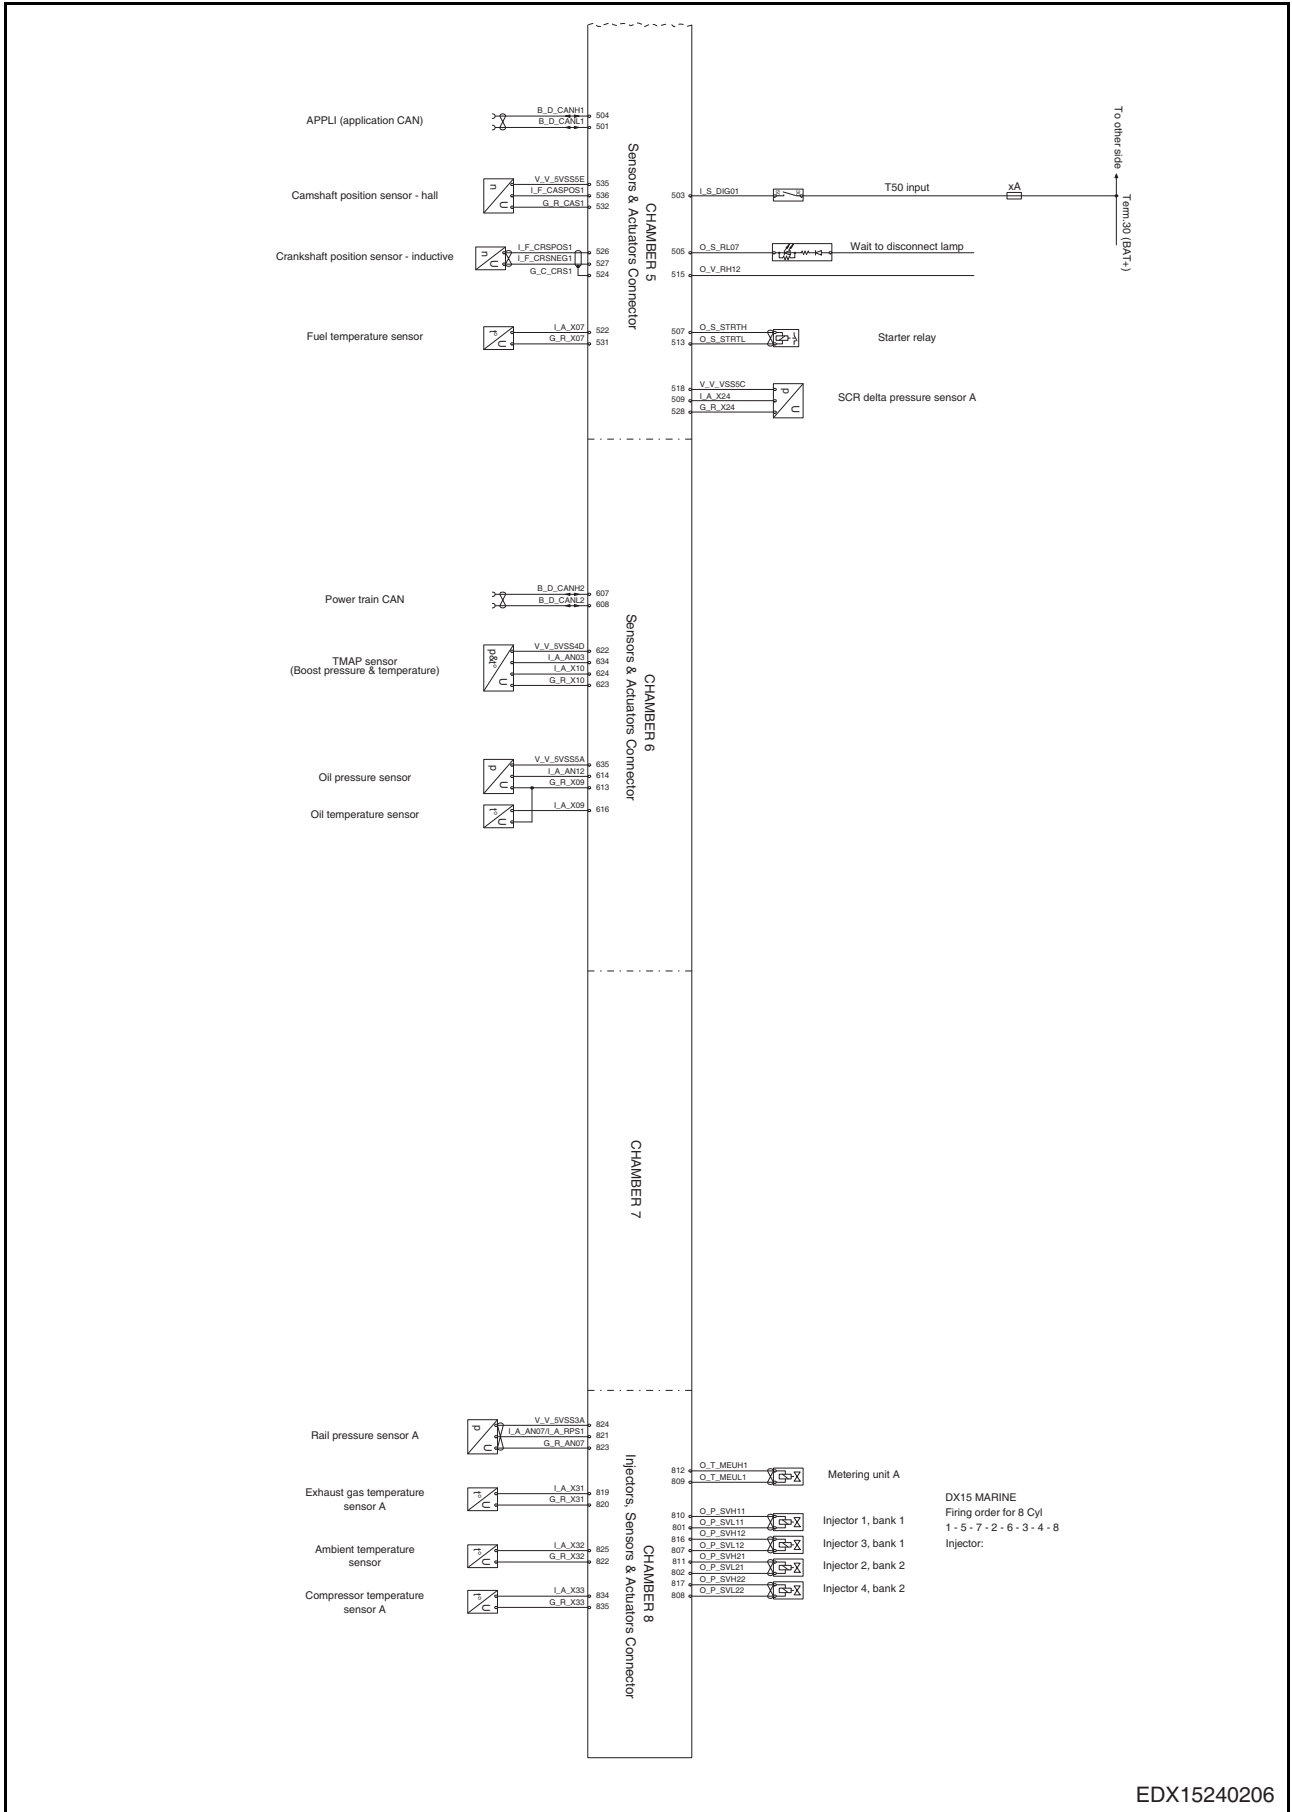 APPLI (application CAN)
B_D_CANH1
504
B_D_CANL1
501
Camshaft position sensor - hall
n
U
V_V_5VSS5E
535
I_F_CASPOS1
536
G_R_CAS1
532
Crankshaft position sensor - inductive
n
U
I_F_CRSPOS1
526
I_F_CRSNEG1
527
G_C_CRS1
524
Fuel temperature sensor
t°
U
I_A_X07
522
G_R_X07
531
CHAMBER 5
Sensors & Actuators Connector
503
I_S_DIG01
T50 input
xA
To other side
Term.30 (BAT+)
505
O_S_RL07
Wait to disconnect lamp
515
O_V_RH12
507
O_S_STRTH
513
O_S_STRTL
Starter relay
518
V_V_VSS5C
509
I_A_X24
528
G_R_X24
p
U
SCR delta pressure sensor A
Power train CAN
B_D_CANH2
607
B_D_CANL2
608
TMAP sensor
(Boost pressure & temperature)
p&t°
U
V_V_5VSS4D
622
I_A_AN03
634
I_A_X10
624
G_R_X10
623
Oil pressure sensor
p
U
V_V_5VSS5A
635
I_A_AN12
614
G_R_X09
613
Oil temperature sensor
t°
U
I_A_X09
616
CHAMBER 6
Sensors & Actuators Connector
CHAMBER 7
Rail pressure sensor A
p
U
V_V_5VSS3A
824
I_A_AN07/I_A_RPS1
821
G_R_AN07
823
Exhaust gas temperature
sensor A
t°
U
I_A_X31
819
G_R_X31
820
Ambient temperature
sensor
t°
U
I_A_X32
825
G_R_X32
822
Compressor temperature
sensor A
t°
U
I_A_X33
834
G_R_X33
835
CHAMBER 8
Injectors, Sensors & Actuators Connector
812
O_T_MEUH1
809
O_T_MEUL1
Metering unit A
810
O_P_SVH11
801
O_P_SVL11
Injector 1, bank 1
816
O_P_SVH12
807
O_P_SVL12
Injector 3, bank 1
811
O_P_SVH21
802
O_P_SVL21
Injector 2, bank 2
817
O_P_SVH22
808
O_P_SVL22
Injector 4, bank 2
DX15 MARINE
Firing order for 8 Cyl
1 - 5 - 7 - 2 - 6 - 3 - 4 - 8
Injector:
EDX15240206